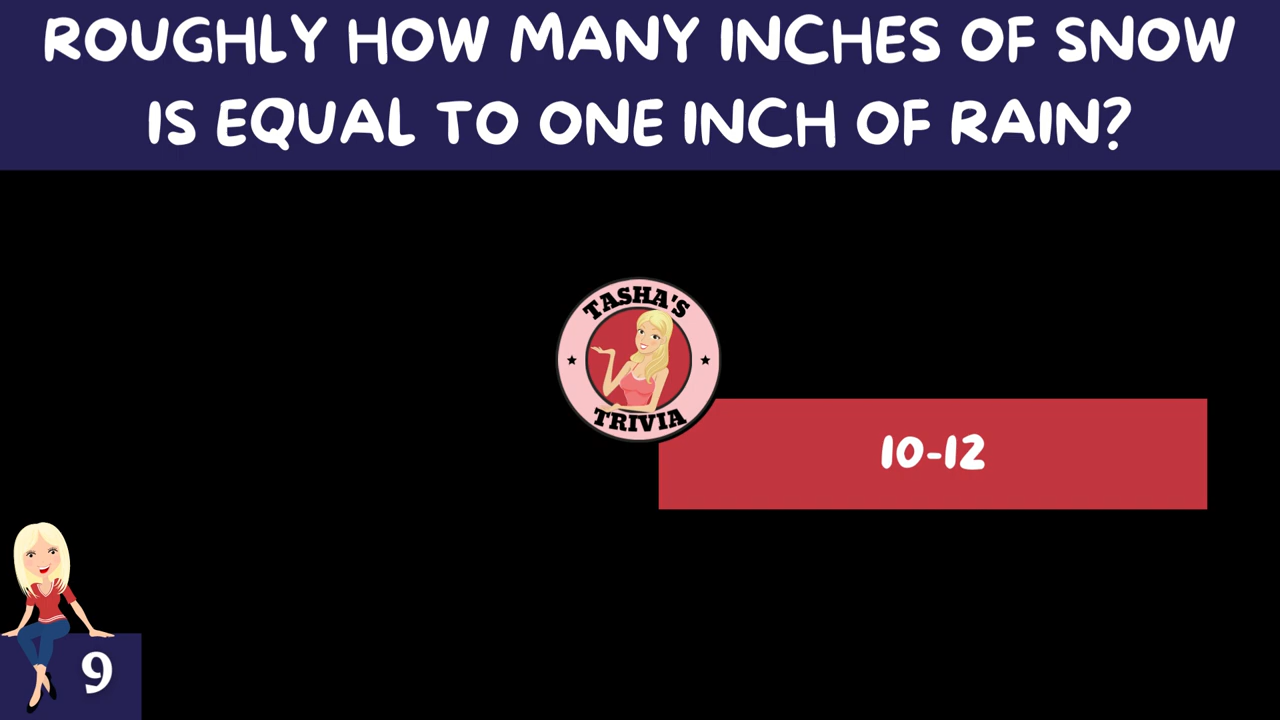 ROUGHLY HOW MANY INCHES OF SNOW
IS EQUAL TO ONE INCH OF RAIN?
TASHA'S
TRIVIA
10-12
9